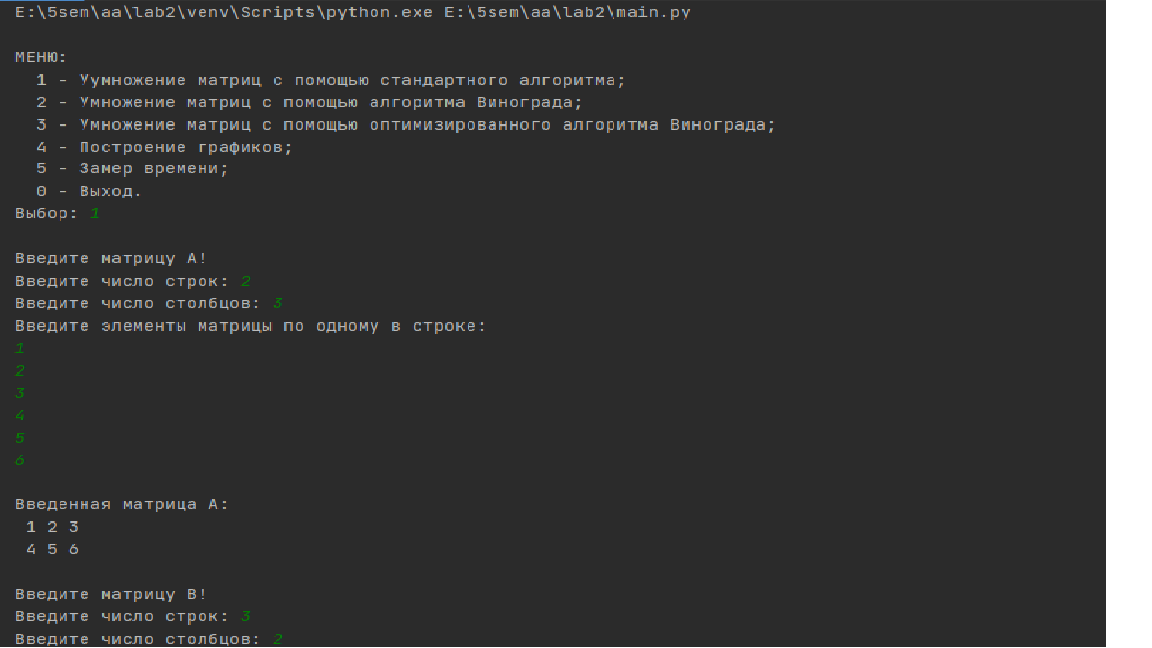 E:\5sem\aa\lab2\venv\Scripts\python.exe E:\5sem\aa\lab2\main.py
МЕНЮ:
1 - Уумножение матриц с помощью стандартного алгоритма;
2 - Умножение матриц с помощью алгоритма Винограда;
3 - Умножение матриц с помощью оптимизированного алгоритма Винограда;
4 - Построение графиков;
5 - Замер времени;
0 - Выход.
Выбор: 1
Введите матрицу А!
Введите число строк: 2
Введите число столбцов: 3
Введите элементы матрицы по одному в строке:
1
2
3
4
5
6
Введенная матрица А:
1 2 3
4 5 6
Введите матрицу В!
Введите число строк: 3
Введите число столбцов: 2